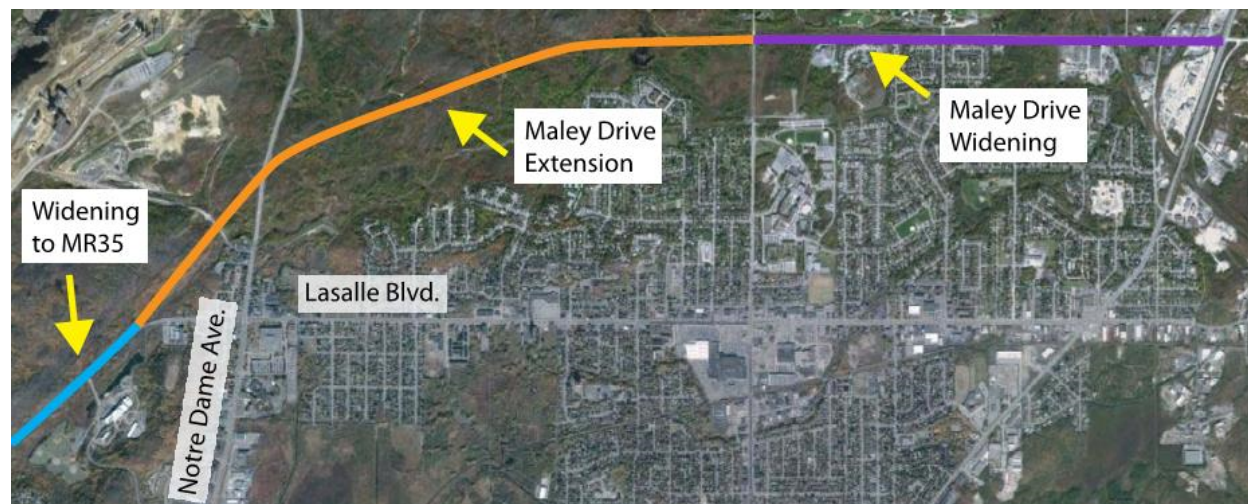 Maley Drive
Extension
Maley Drive
Widening
Widening
to MR35
Lasalle Blvd.
Notre Dame Ave.